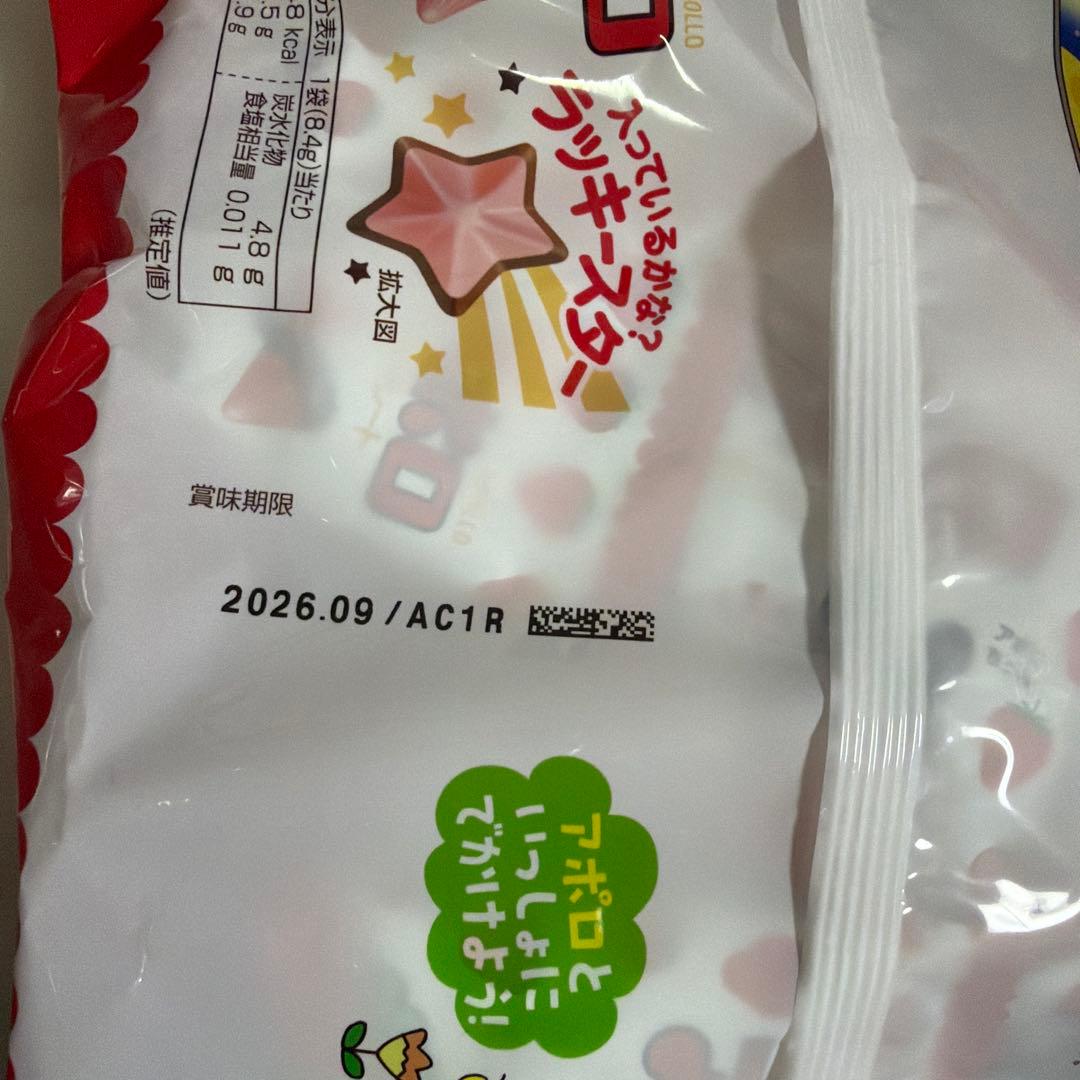 分表示 1袋(8.4g)当たり
8 kcal
.5 g
.9 g
炭水化物 4.8 g
食塩相当量 0.011 g
(推定値)
OLLO
ロ
入っているかな?
ラッキースター
拡大図
賞味期限
2026.09/AC1R
アポロと
いっしょに
でかけよう!